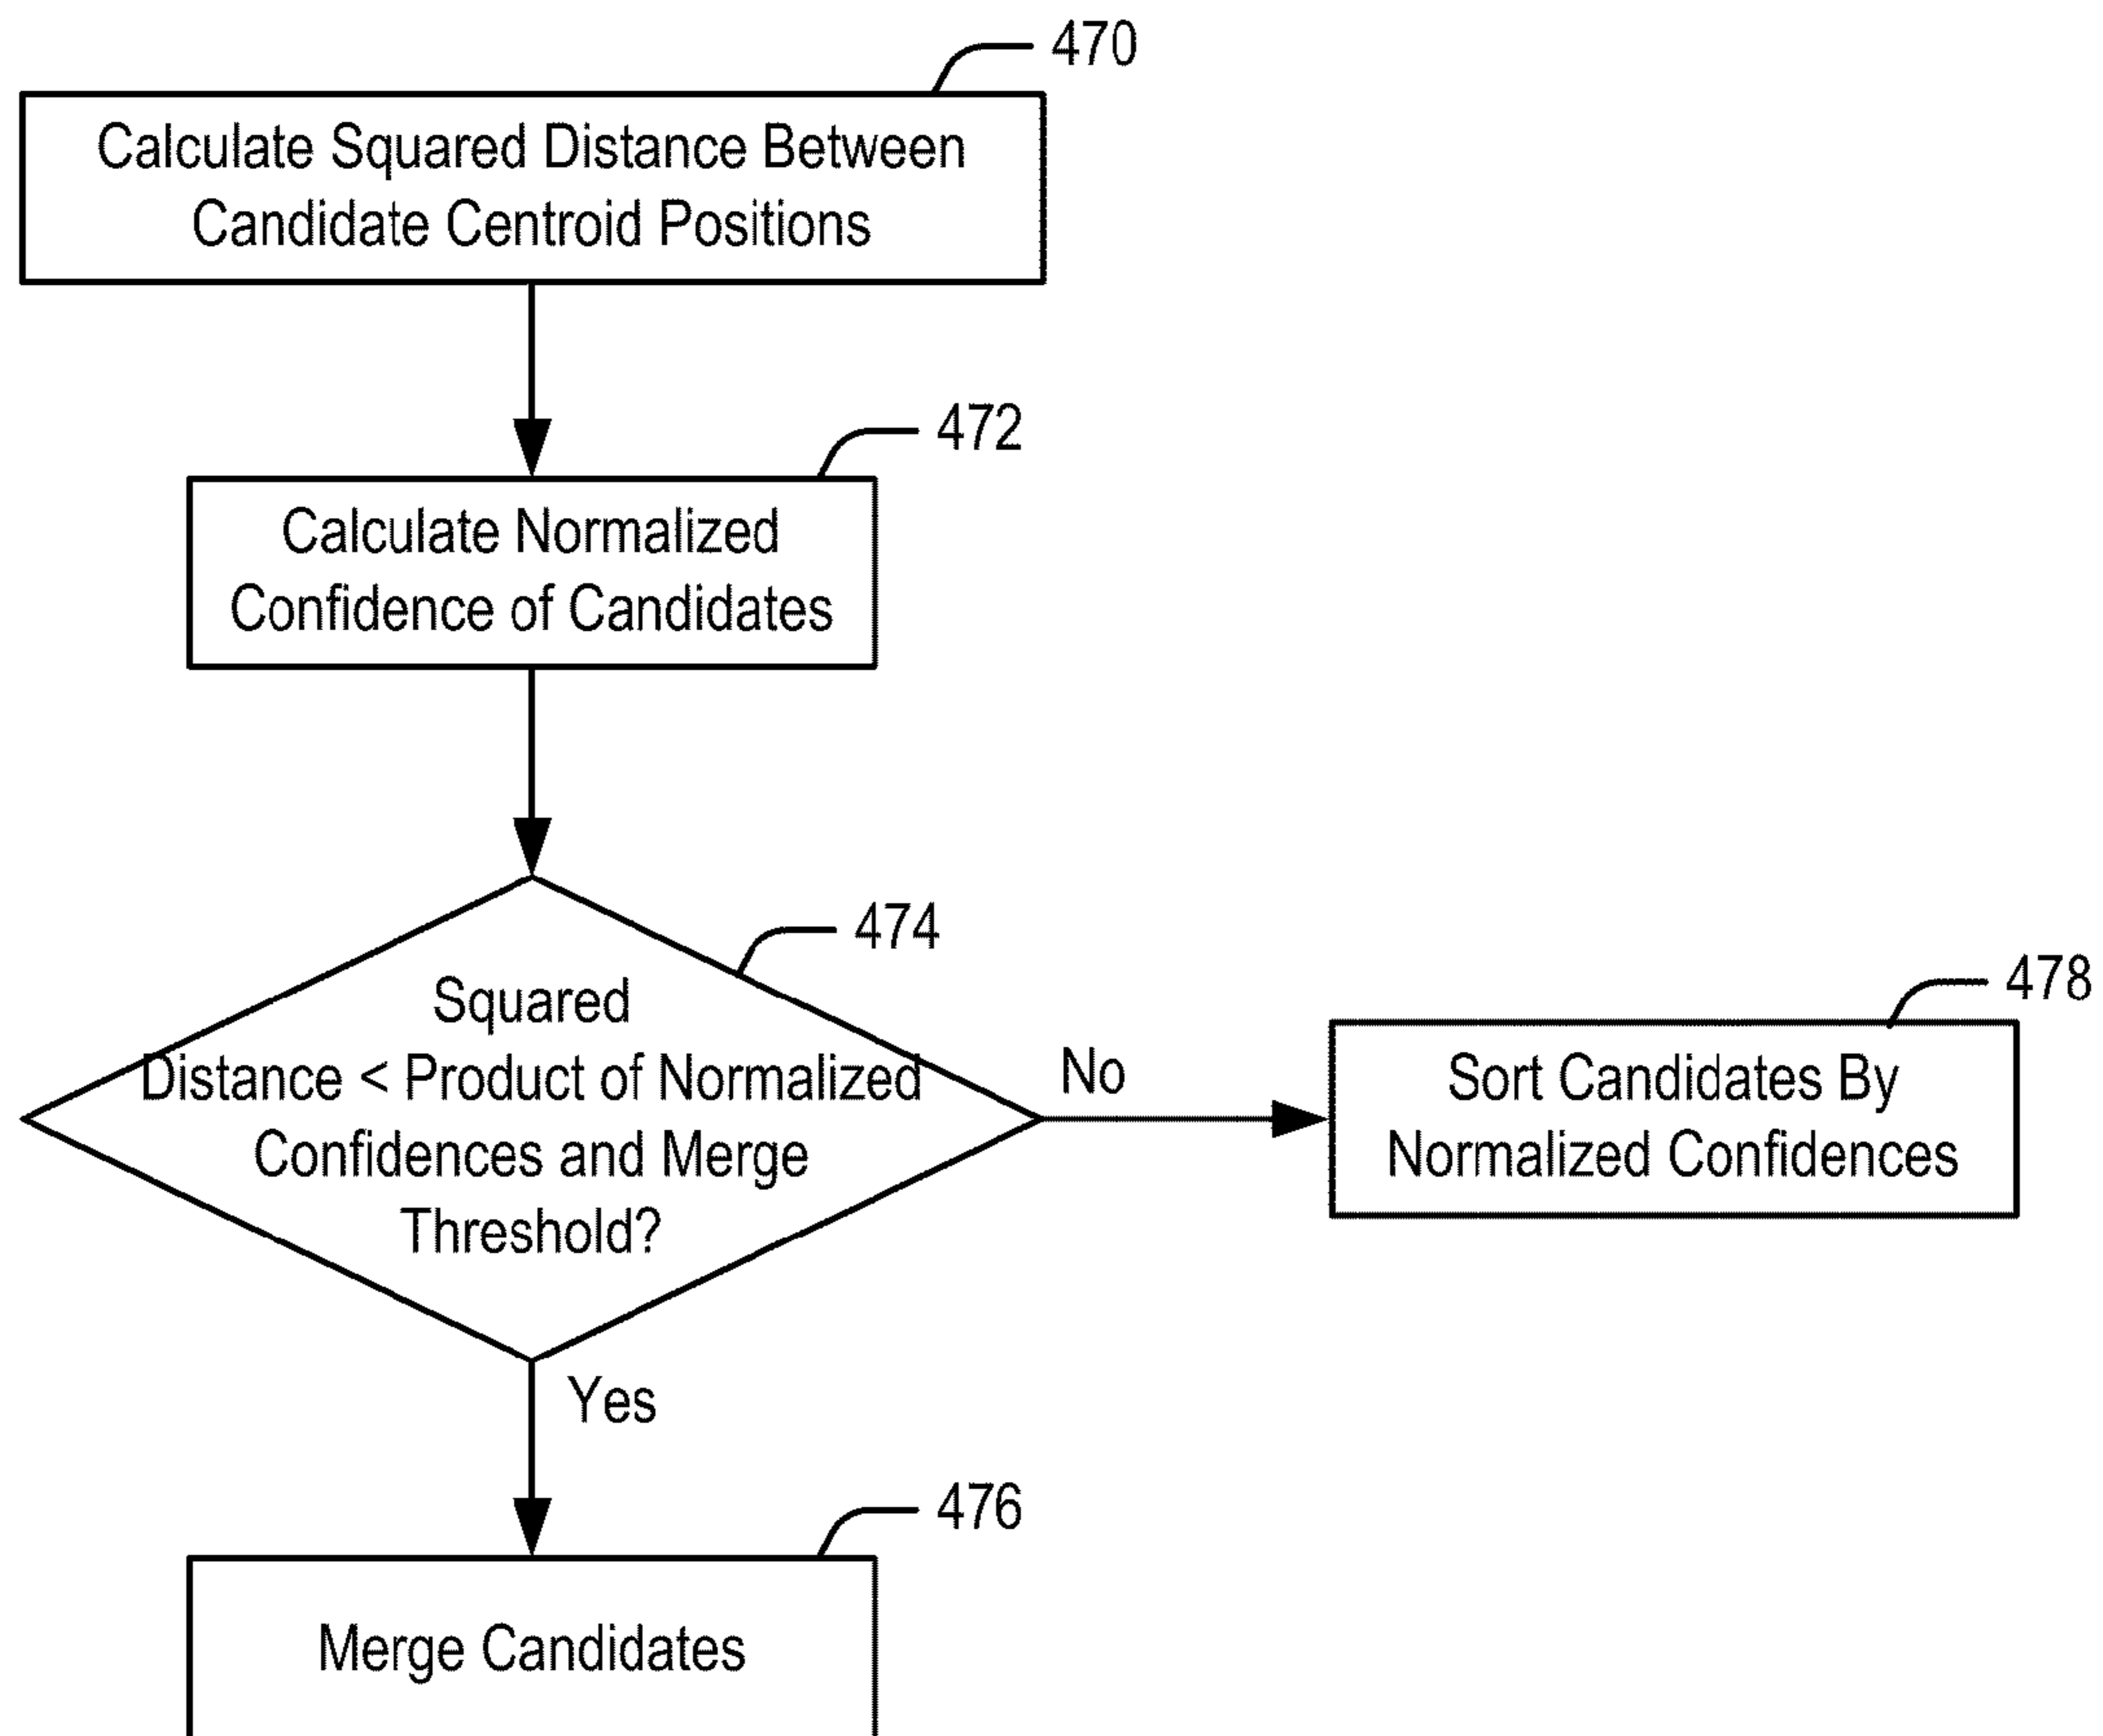 470
Calculate Squared Distance Between
Candidate Centroid Positions
472
Calculate Normalized
Confidence of Candidates
474
Squared
Distance < Product of Normalized
Confidences and Merge
Threshold?
No
478
Sort Candidates By
Normalized Confidences
Yes
476
Merge Candidates